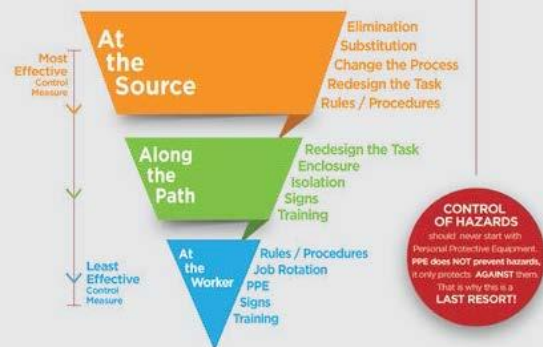 Most
Effective
Control
Measure
At
the
Source
Elimination
Substitution
Change the Process
Redesign the Task
Rules / Procedures
Along
the
Path
Redesign the Task
Enclosure
Isolation
Signs
Training
Least
Effective
Control
Measure
At
the
Worker
Rules / Procedures
Job Rotation
PPE
Signs
Training
CONTROL
OF HAZARDS
should never start with
Personal Protective Equipment.
PPE does NOT prevent hazards,
it only protects AGAINST them.
That is why this is a
LAST RESORT!